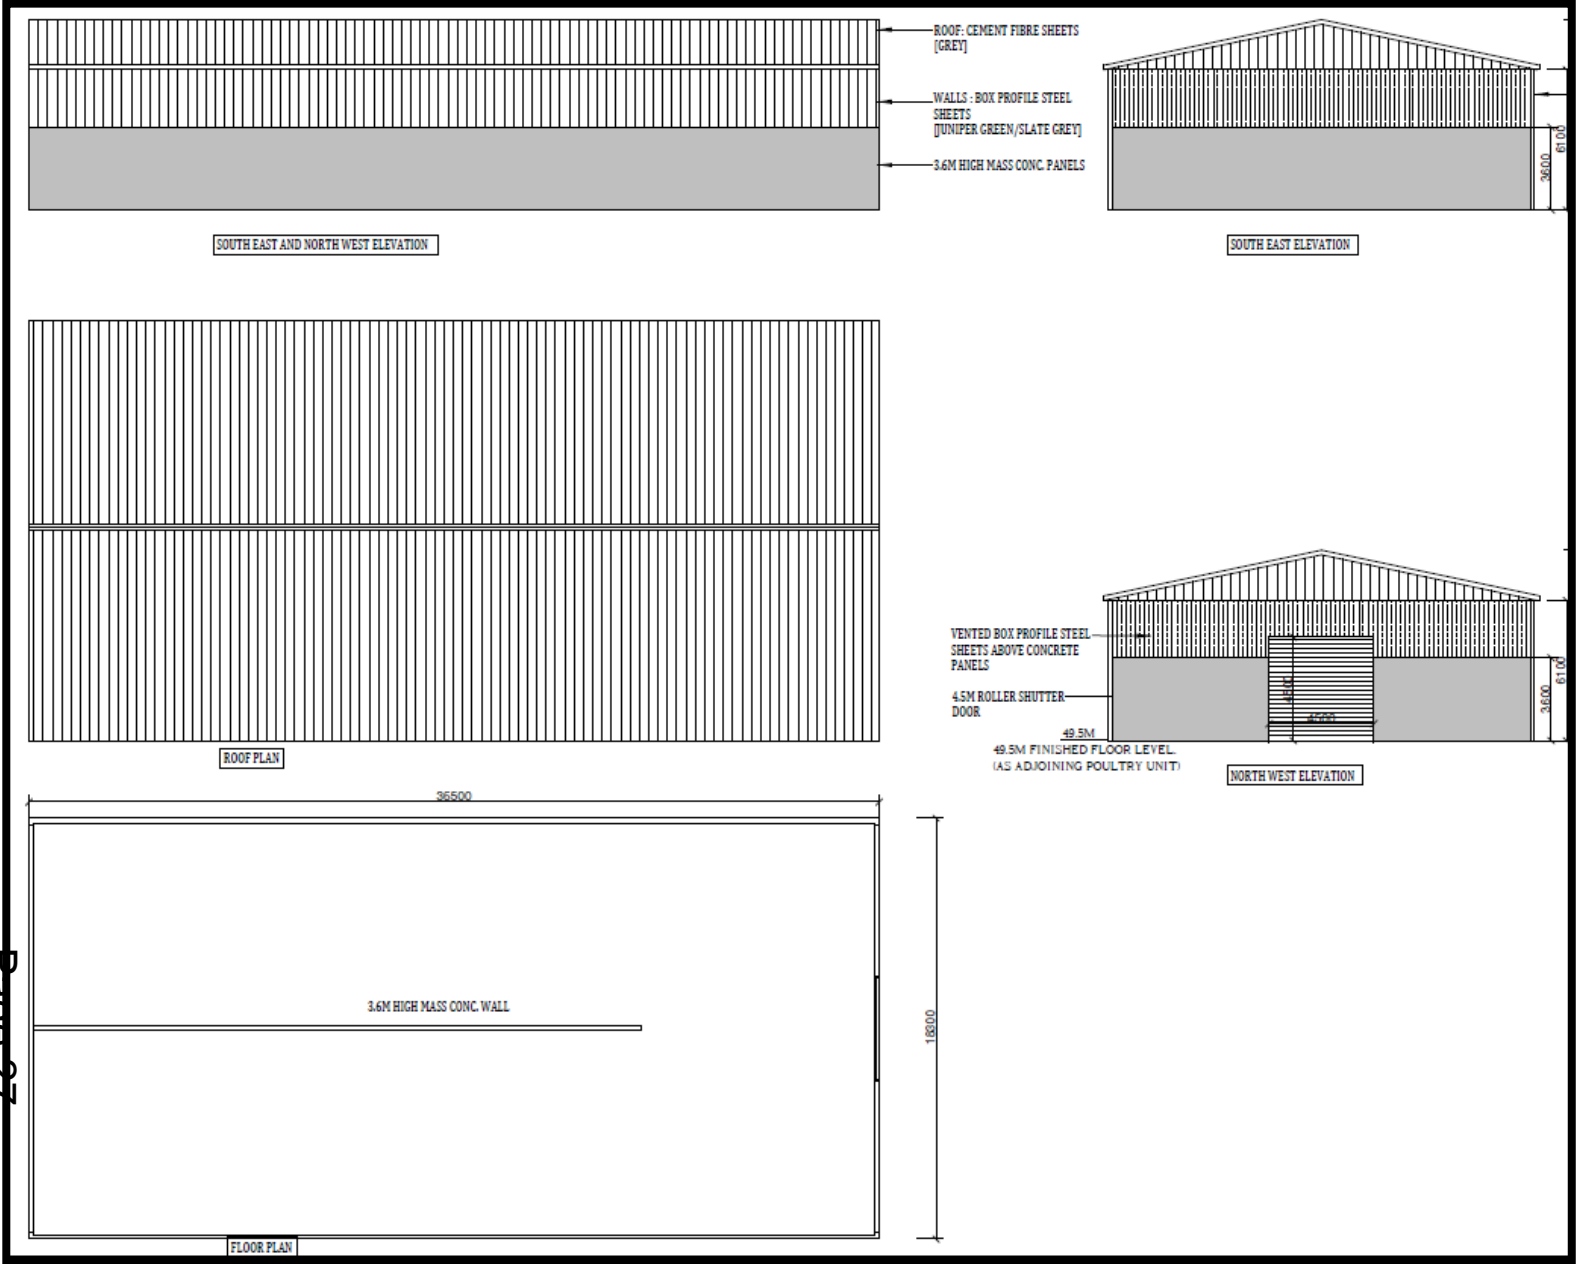 ROOF: CEMENT FIBRE SHEETS
[GREY]
WALLS : BOX PROFILE STEEL
SHEETS
[JUNIPER GREEN/SLATE GREY]
3.6M HIGH MASS CONC. PANELS
3600
6100
SOUTH EAST AND NORTH WEST ELEVATION
SOUTH EAST ELEVATION
VENTED BOX PROFILE STEEL
SHEETS ABOVE CONCRETE
PANELS
4.5M ROLLER SHUTTER
DOOR
4500
4500
3600
6100
49.5M
49.5M FINISHED FLOOR LEVEL.
(AS ADJOINING POULTRY UNIT)
ROOF PLAN
NORTH WEST ELEVATION
36500
3.6M HIGH MASS CONC. WALL
18300
FLOOR PLAN